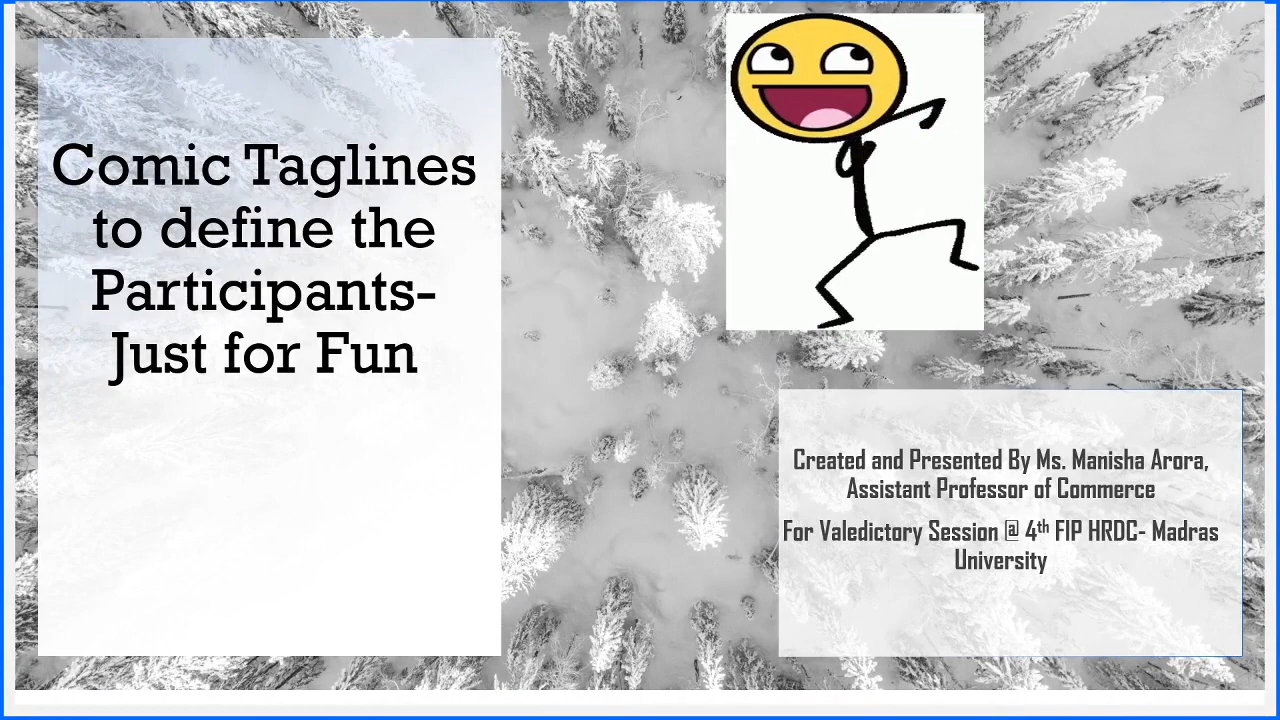 Comic Taglines
to define the
Participants-
Just for Fun
Created and Presented By Ms. Manisha Arora,
Assistant Professor of Commerce
For Valedictory Session @ 4th FIP HRDC- Madras
University